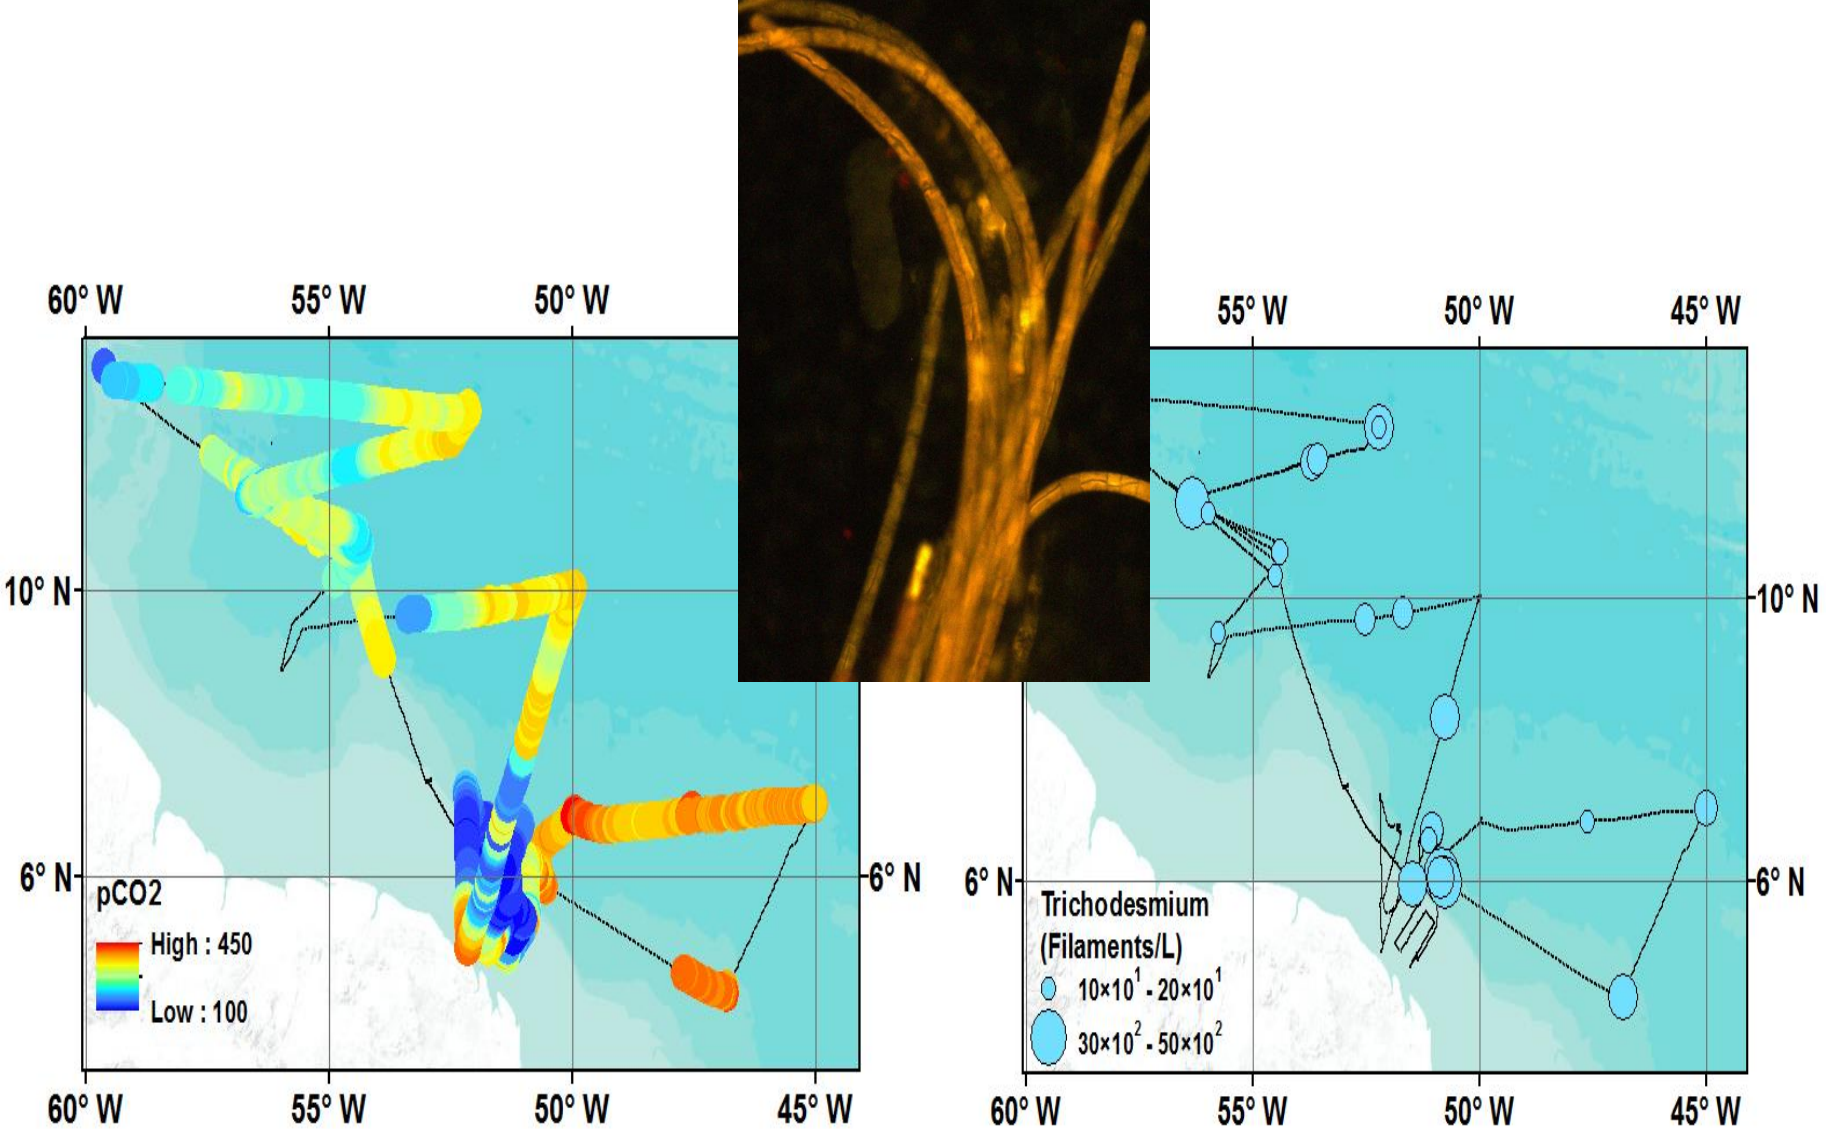 60° W
55° W
50° W
10° N
6° N
6° N
pCO2
High : 450
Low : 100
60° W
55° W
50° W
45° W
55° W
50° W
45° W
10° N
6° N
6° N
Trichodesmium
(Filaments/L)
10×10¹ - 20×10¹
30×10² - 50×10²
60° W
55° W
50° W
45° W